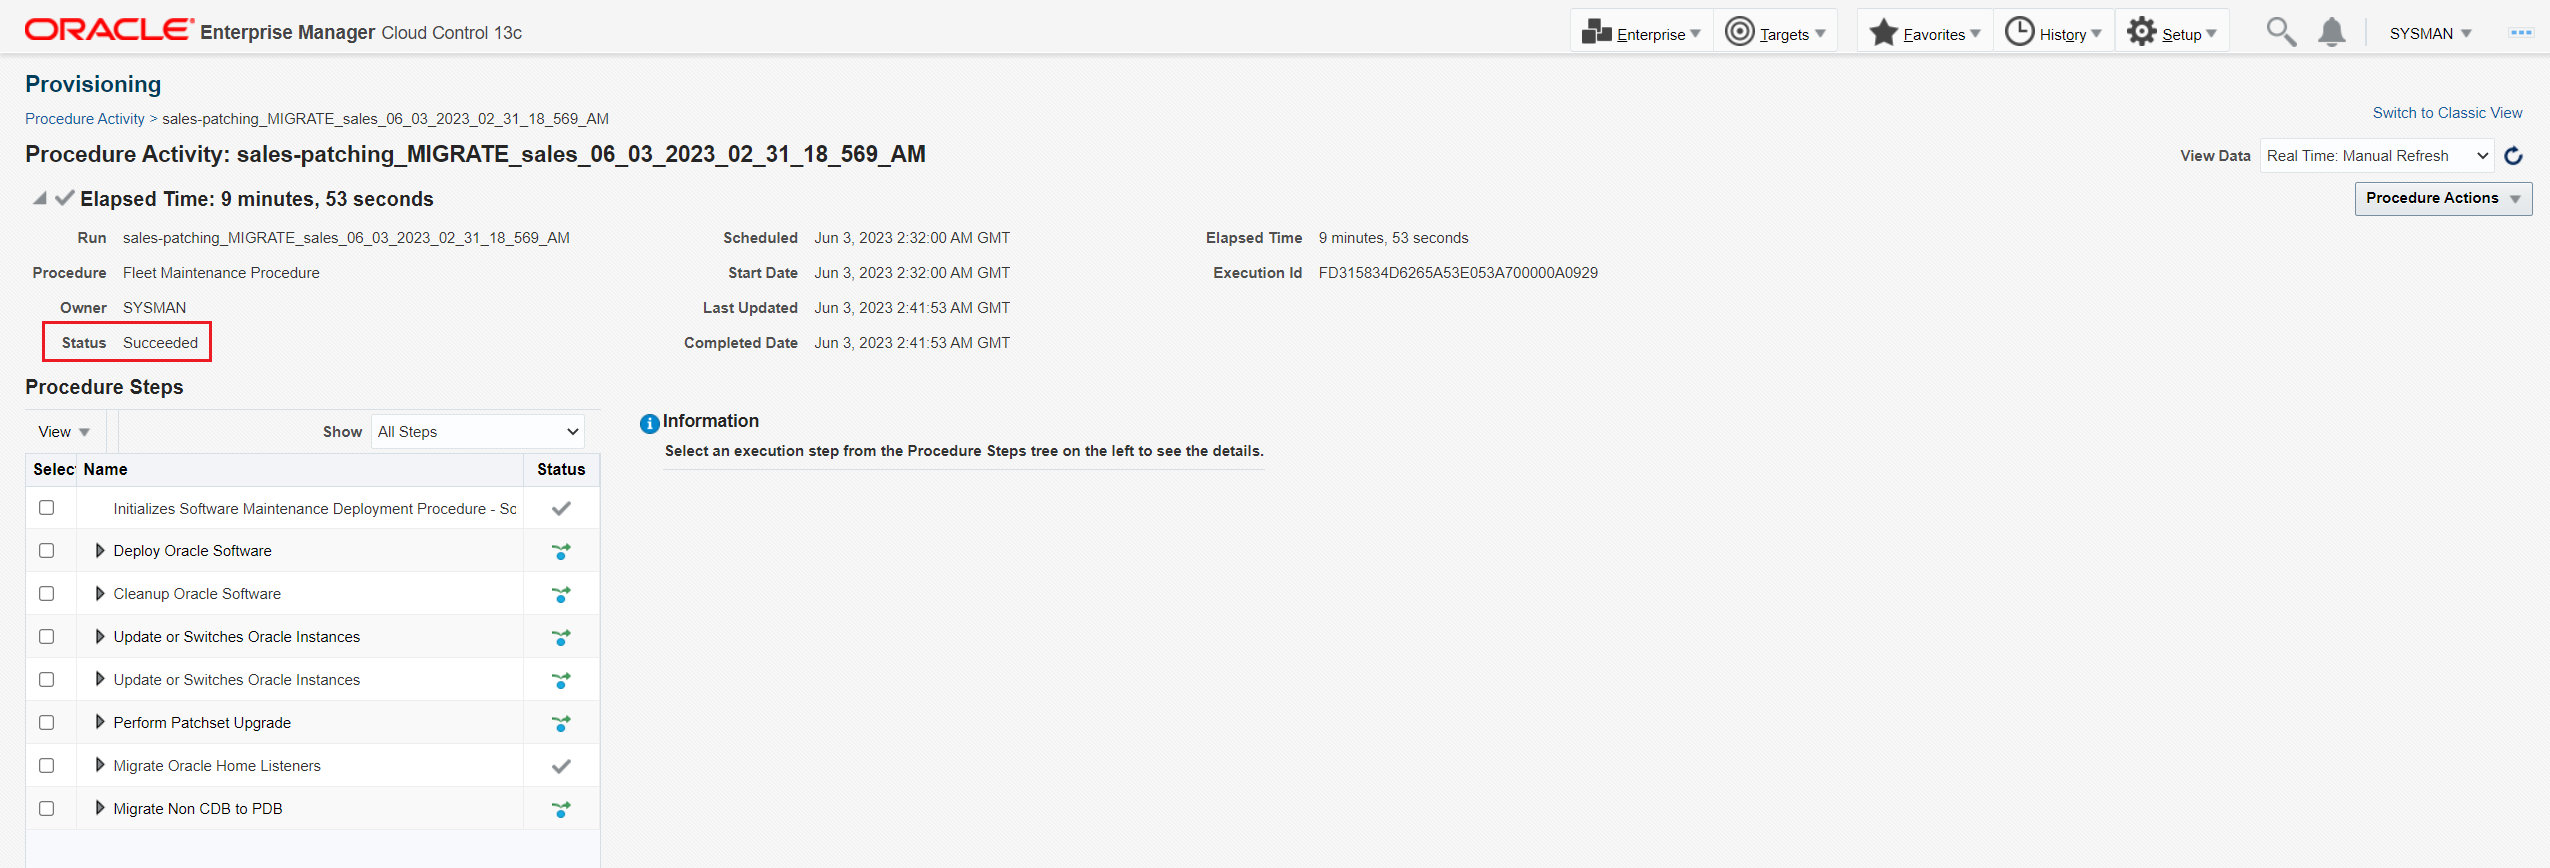 ORACLE Enterprise Manager Cloud Control 13c
Enterprise
Targets
Favorites
History
Setup
SYSMAN
Provisioning
Procedure Activity > sales-patching_MIGRATE_sales_06_03_2023_02_31_18_569_AM
Switch to Classic View
Procedure Activity: sales-patching_MIGRATE_sales_06_03_2023_02_31_18_569_AM
View Data Real Time: Manual Refresh
Elapsed Time: 9 minutes, 53 seconds
Procedure Actions
Run sales-patching_MIGRATE_sales_06_03_2023_02_31_18_569_AM
Procedure Fleet Maintenance Procedure
Owner SYSMAN
Status Succeeded
Scheduled Jun 3, 2023 2:32:00 AM GMT
Start Date Jun 3, 2023 2:32:00 AM GMT
Last Updated Jun 3, 2023 2:41:53 AM GMT
Completed Date Jun 3, 2023 2:41:53 AM GMT
Elapsed Time 9 minutes, 53 seconds
Execution Id FD315834D6265A53E053A700000A0929
Procedure Steps
View
Show All Steps
Selec Name Status
Initializes Software Maintenance Deployment Procedure - Sc
Deploy Oracle Software
Cleanup Oracle Software
Update or Switches Oracle Instances
Update or Switches Oracle Instances
Perform Patchset Upgrade
Migrate Oracle Home Listeners
Migrate Non CDB to PDB
Information
Select an execution step from the Procedure Steps tree on the left to see the details.